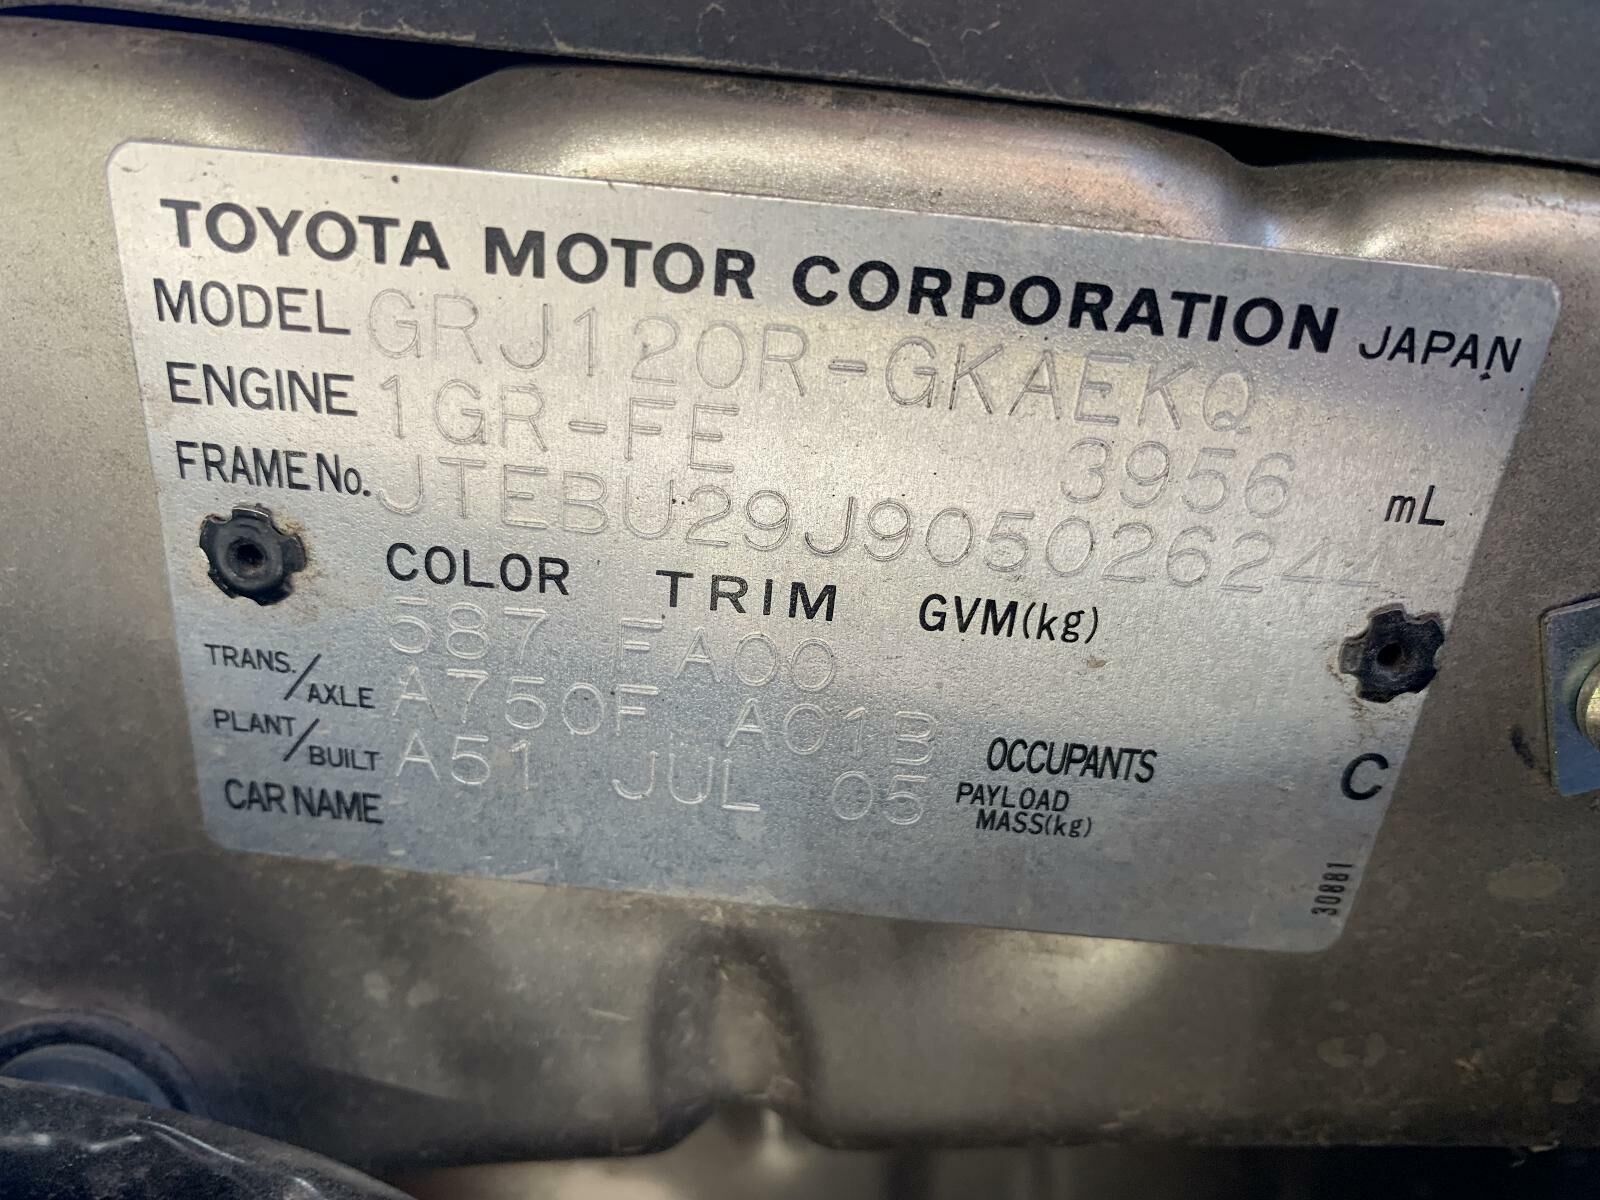 TOYOTA MOTOR CORPORATION JAPAN
MODEL GRJ120R-GKAEKQ
ENGINE 1GR-FE 3956 mL
FRAME No. JTEBU29J905026244
COLOR TRIM GVM(kg)
587 FA00
TRANS./AXLE A750F A01B
PLANT/BUILT A51 JUL 05
OCCUPANTS
C
CAR NAME
PAYLOAD
MASS(kg)
30881